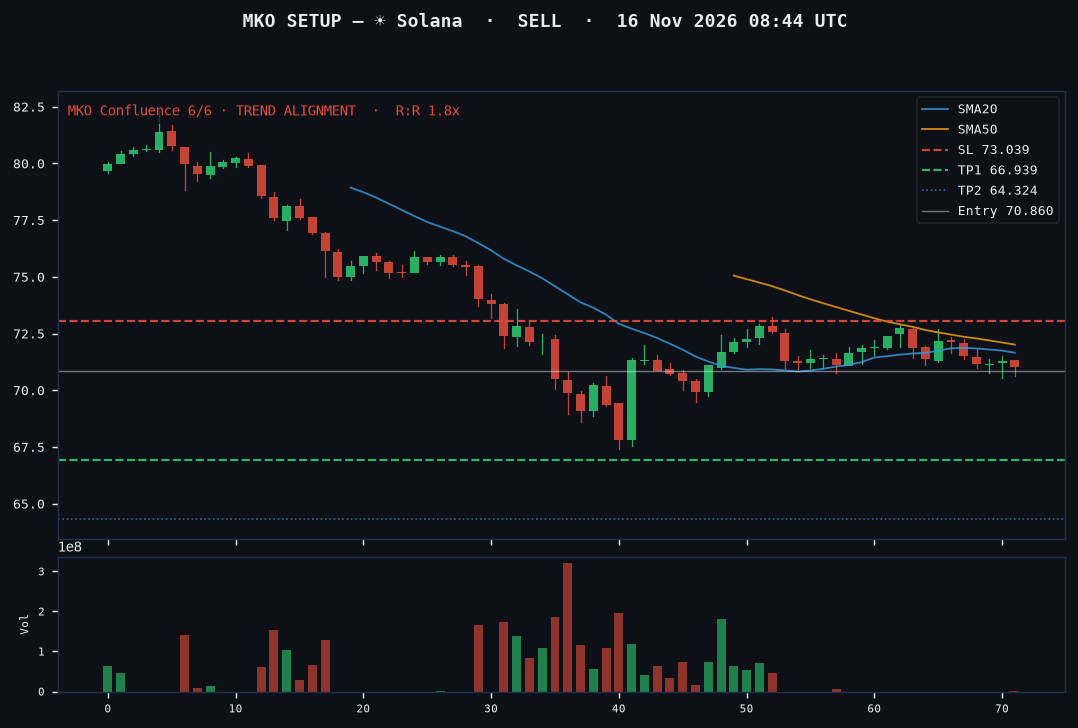 MKO SETUP — ☀ Solana · SELL · 16 Nov 2026 08:44 UTC
MKO Confluence 6/6 · TREND ALIGNMENT · R:R 1.8x
SMA20
SMA50
SL 73.039
TP1 66.939
TP2 64.324
Entry 70.860
82.5
80.0
77.5
75.0
72.5
70.0
67.5
65.0
1e8
3
2
1
0
Vol
0 10 20 30 40 50 60 70